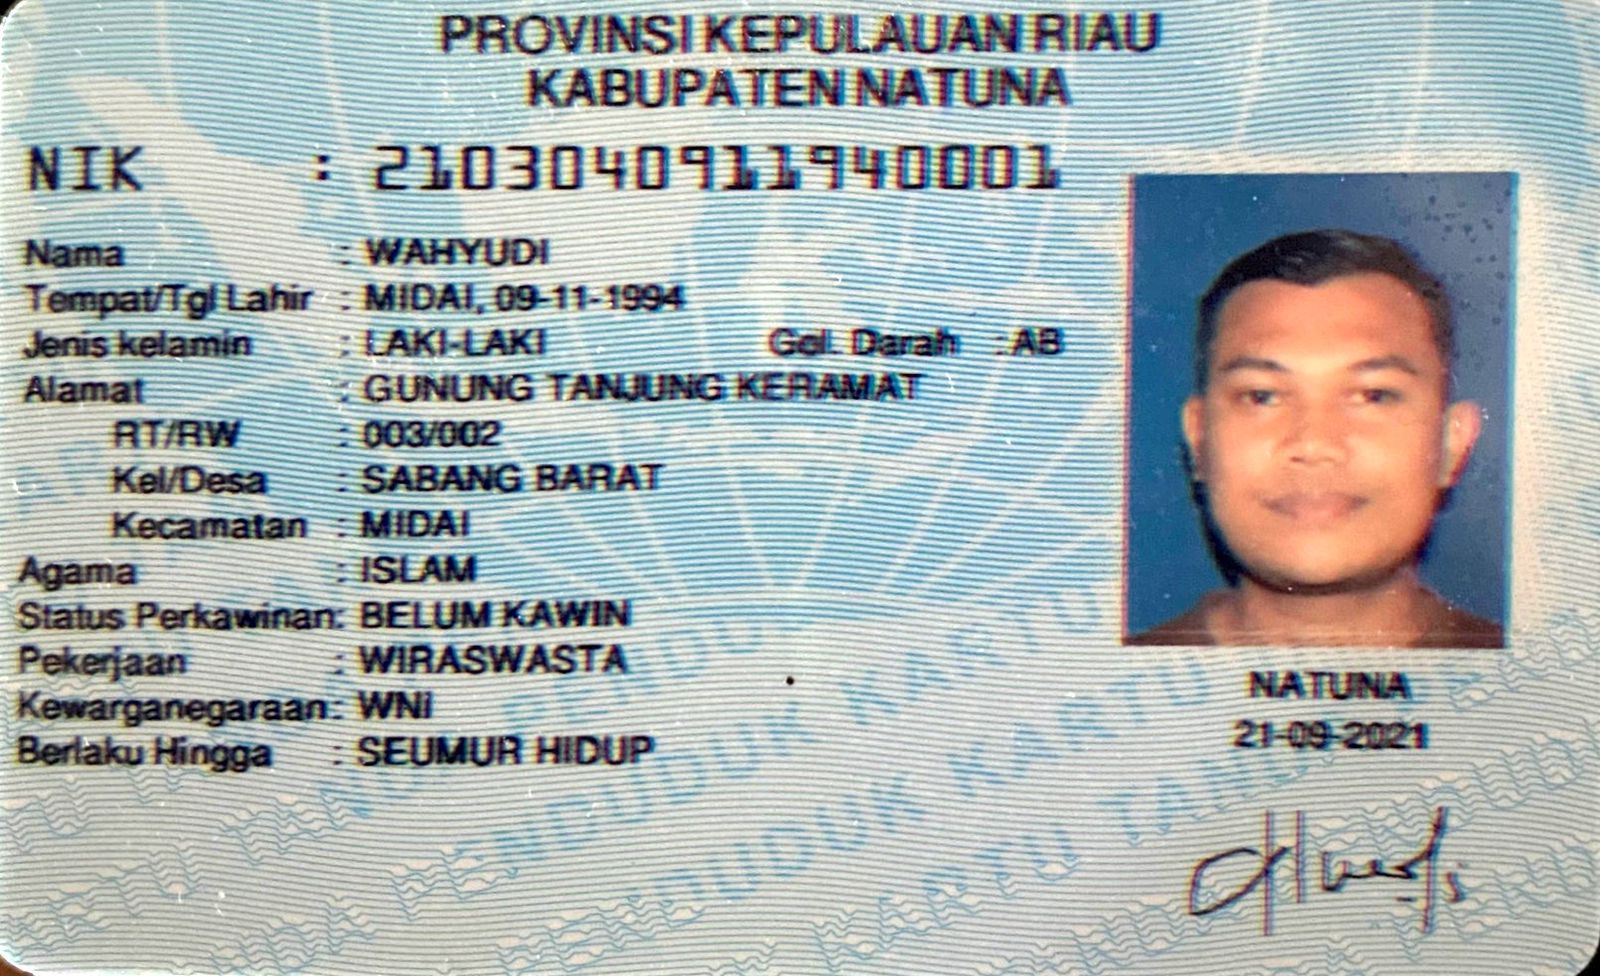 PROVINSI KEPULAUAN RIAU
KABUPATEN NATUNA
NIK : 2103040911940001
Nama : WAHYUDI
Tempat/Tgl Lahir : MIDAI, 09-11-1994
Jenis kelamin : LAKI-LAKI Gol. Darah : AB
Alamat : GUNUNG TANJUNG KERAMAT
RT/RW : 003/002
Kel/Desa : SABANG BARAT
Kecamatan : MIDAI
Agama : ISLAM
Status Perkawinan: BELUM KAWIN
Pekerjaan : WIRASWASTA
Kewarganegaraan: WNI
Berlaku Hingga : SEUMUR HIDUP
NATUNA
21-09-2021